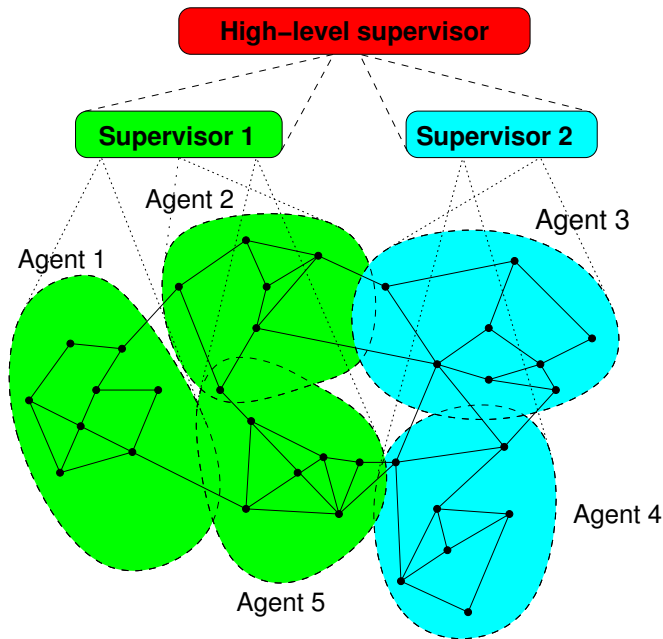 High−level supervisor
Supervisor 1
Supervisor 2
Agent 2
Agent 3
Agent 1
Agent 4
Agent 5